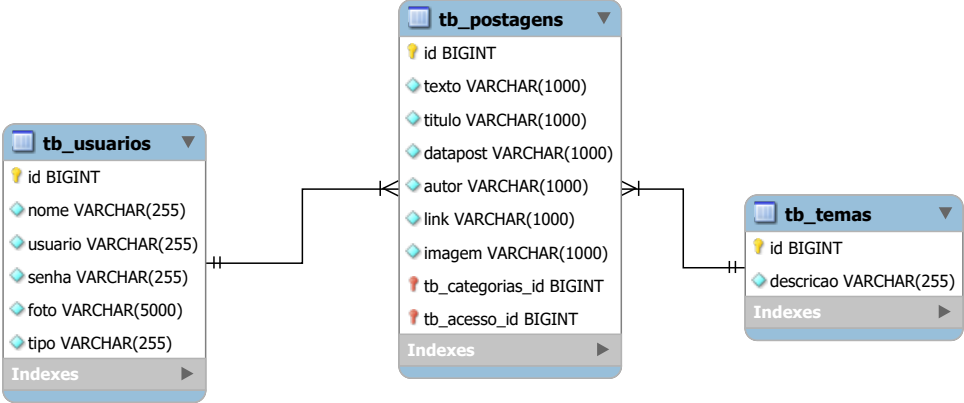 tb_usuarios
id BIGINT
nome VARCHAR(255)
usuario VARCHAR(255)
senha VARCHAR(255)
foto VARCHAR(5000)
tipo VARCHAR(255)
Indexes
tb_postagens
id BIGINT
texto VARCHAR(1000)
titulo VARCHAR(1000)
datapost VARCHAR(1000)
autor VARCHAR(1000)
link VARCHAR(1000)
imagem VARCHAR(1000)
tb_categorias_id BIGINT
tb_acesso_id BIGINT
Indexes
tb_temas
id BIGINT
descricao VARCHAR(255)
Indexes